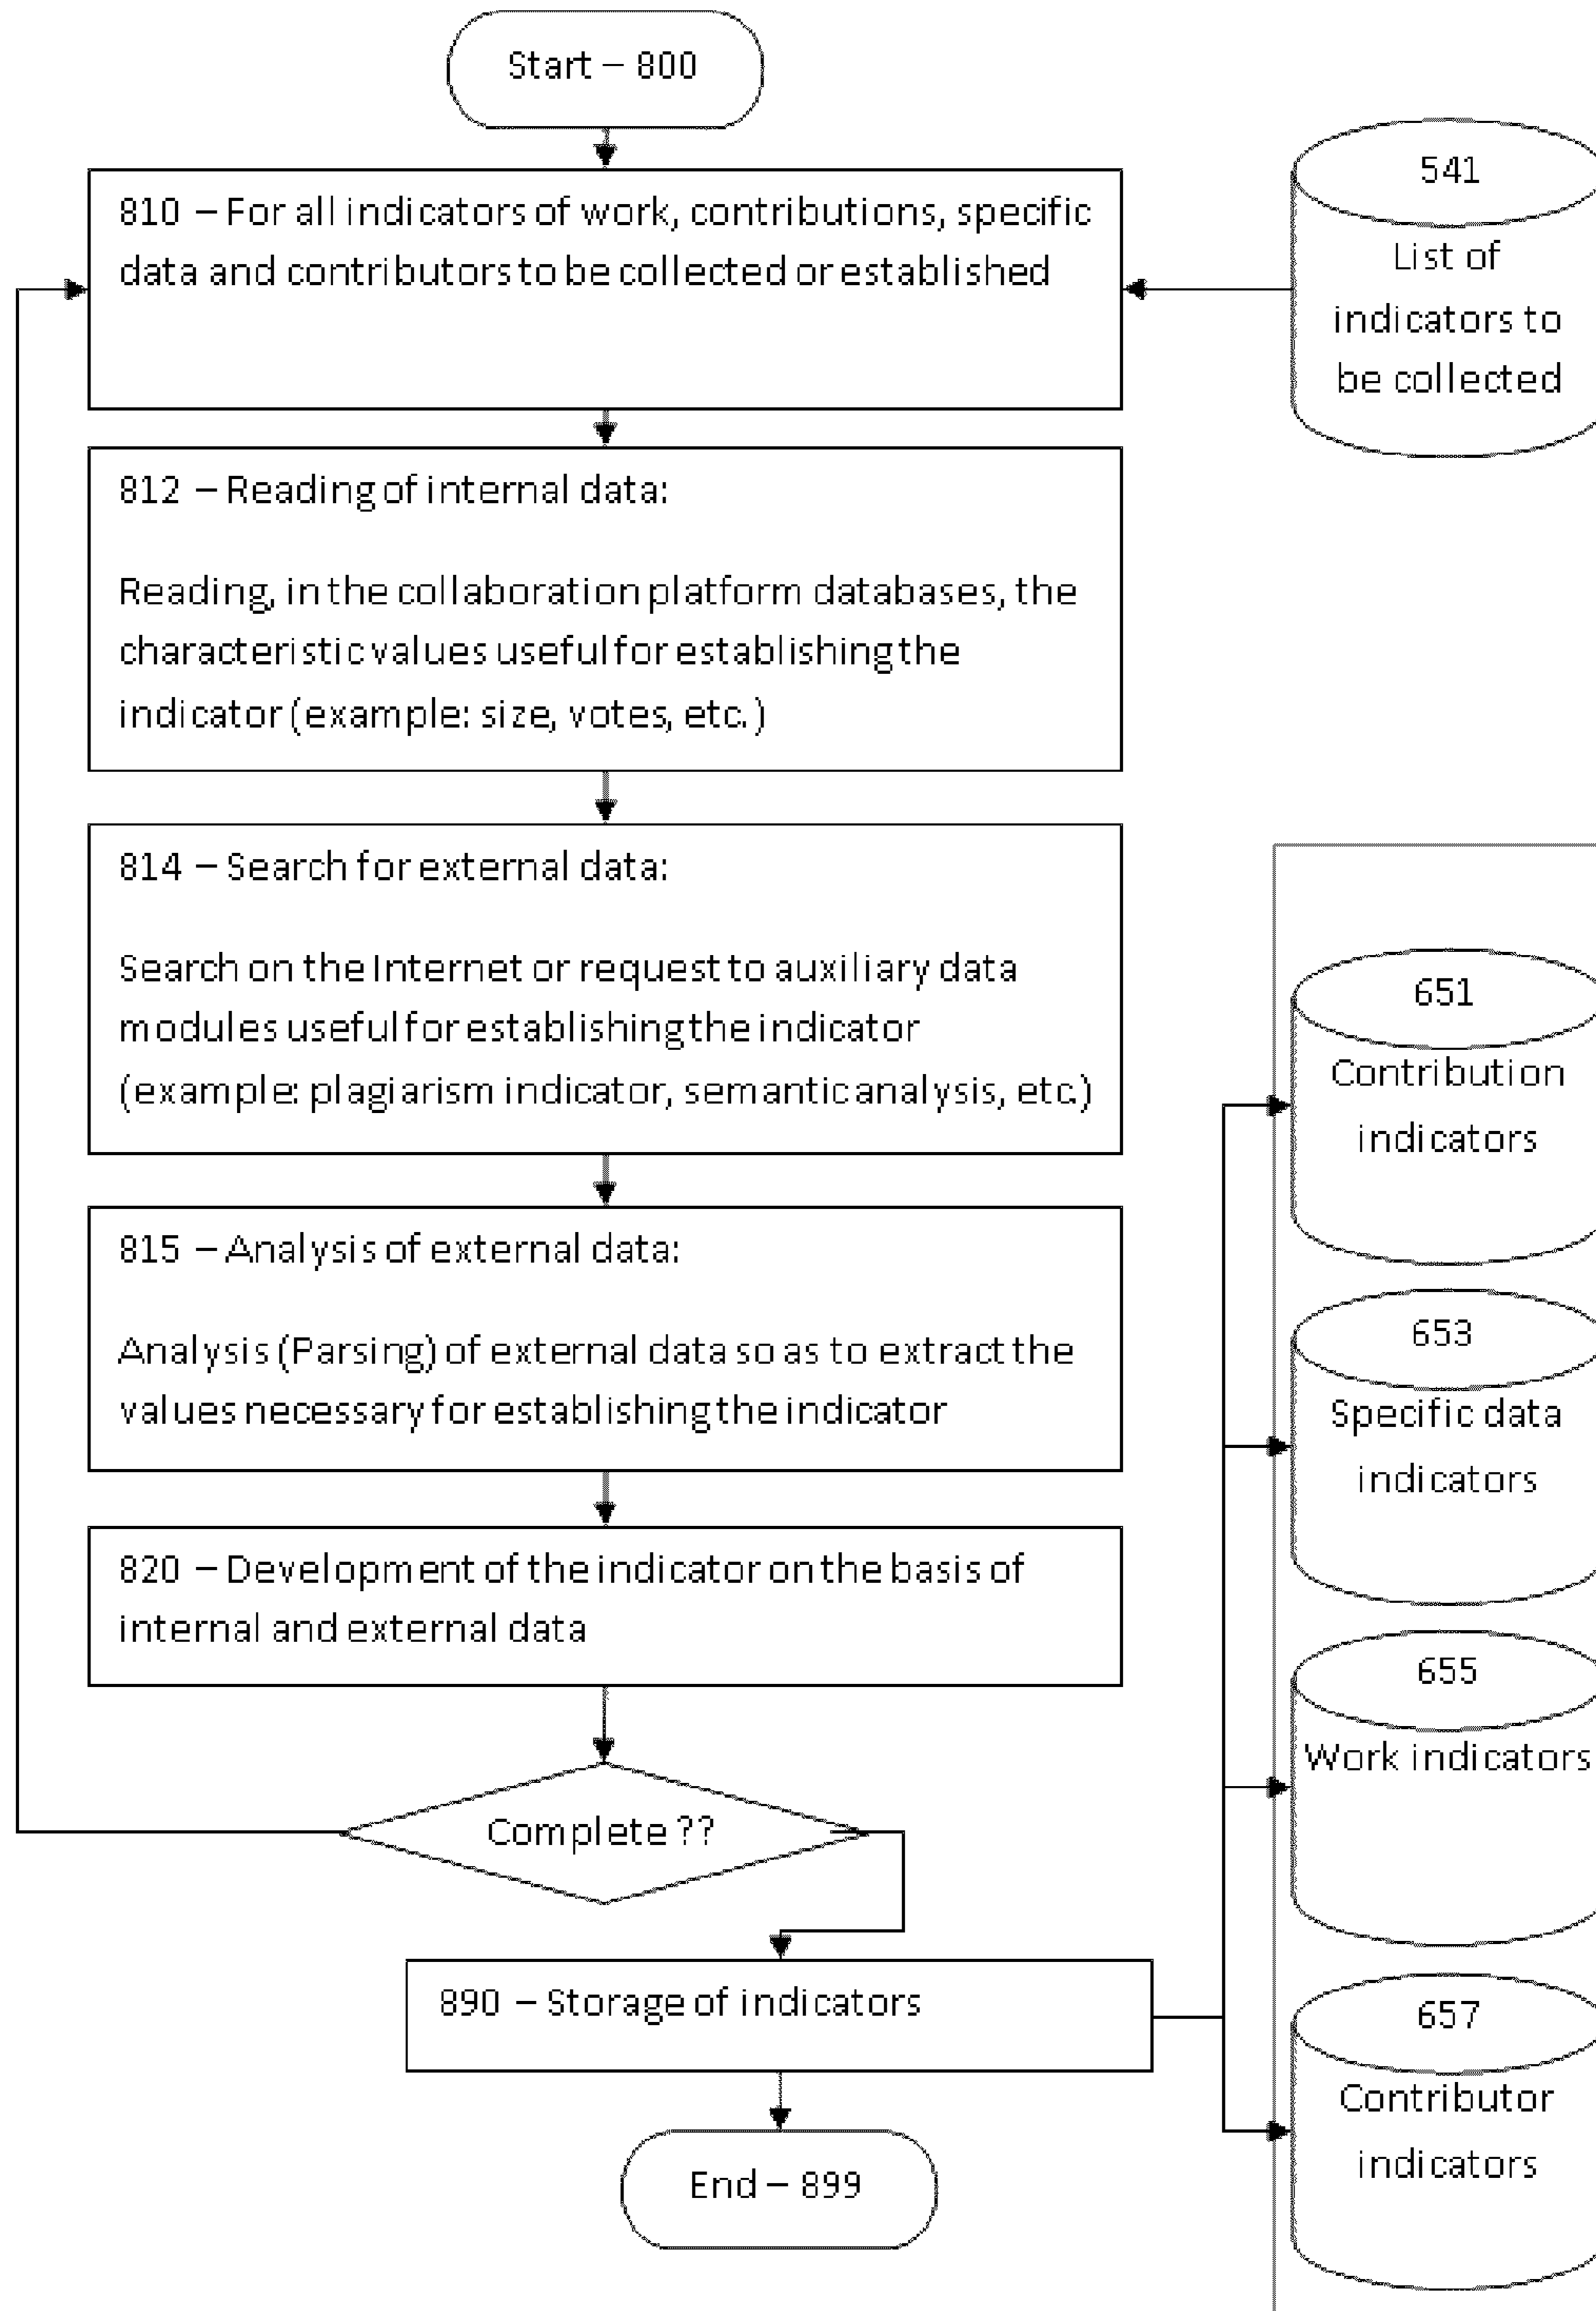 Start – 800
810 – For all indicators of work, contributions, specific
data and contributors to be collected or established
541
List of
indicators to
be collected
812 – Reading of internal data:
Reading, in the collaboration platform databases, the
characteristic values useful for establishing the
indicator (example: size, votes, etc.)
814 – Search for external data:
Search on the Internet or request to auxiliary data
modules useful for establishing the indicator
(example: plagiarism indicator, semantic analysis, etc.)
815 – Analysis of external data:
Analysis (Parsing) of external data so as to extract the
values necessary for establishing the indicator
820 – Development of the indicator on the basis of
internal and external data
Complete ??
890 – Storage of indicators
End – 899
651
Contribution
indicators
653
Specific data
indicators
655
Work indicators
657
Contributor
indicators